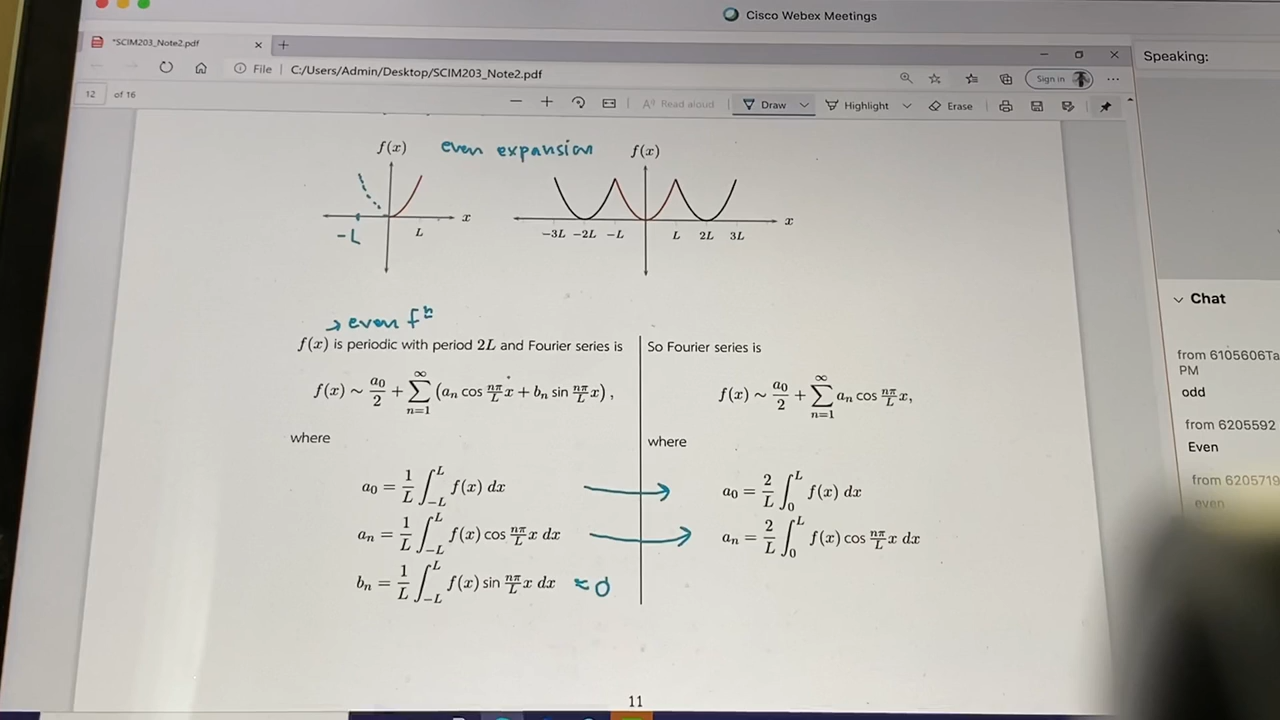 Cisco Webex Meetings
*SCIM203_Note2.pdf
File | C:/Users/Admin/Desktop/SCIM203_Note2.pdf
Sign in
12 of 16
Read aloud
Draw
Highlight
Erase
Speaking:
f(x) even expansion f(x)
x
x
-L L
−3L −2L −L L 2L 3L
→ even fⁿ
f(x) is periodic with period 2L and Fourier series is
f(x) ~ a₀/2 + ∑_{n=1}^{∞} (aₙ cos nπ/L x + bₙ sin nπ/L x),
where
a₀ = 1/L ∫_{−L}^{L} f(x) dx
aₙ = 1/L ∫_{−L}^{L} f(x) cos nπ/L x dx
bₙ = 1/L ∫_{−L}^{L} f(x) sin nπ/L x dx = 0
So Fourier series is
f(x) ~ a₀/2 + ∑_{n=1}^{∞} aₙ cos nπ/L x,
where
a₀ = 2/L ∫_{0}^{L} f(x) dx
aₙ = 2/L ∫_{0}^{L} f(x) cos nπ/L x dx
11
Chat
from 6105606Ta
PM
odd
from 6205592
Even
from 6205719
even